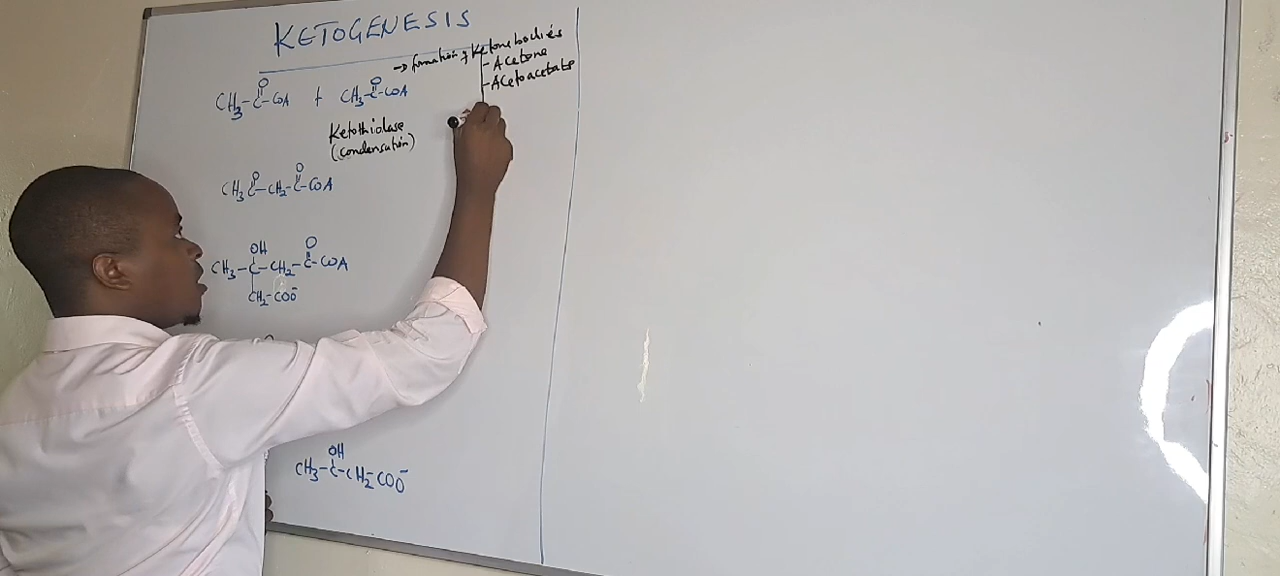 KETOGENESIS
→ formation of Ketone bodies
- Acetone
- Acetoacetate
O O
CH3-C-COA + CH3-C-COA
Ketothiolase
(condensation)
O O
CH3 C-CH2-C-COA
OH O
CH3-C-CH2-C-COA
CH2-COO-
OH
CH3-C-CH2-COO-